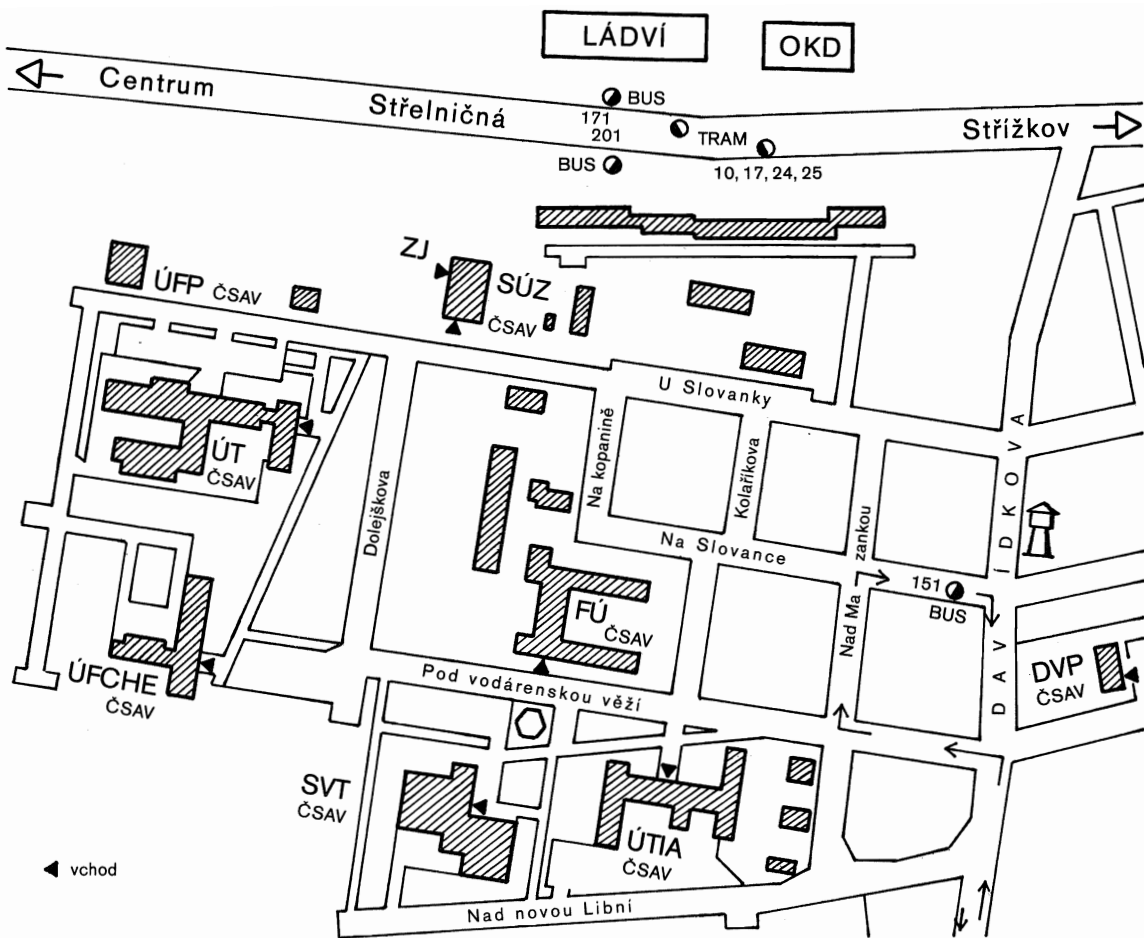 LÁDVÍ
OKD
Centrum
Střelničná
BUS
171
201
TRAM
BUS
10, 17, 24, 25
Střížkov
ZJ
SÚZ
ČSAV
ÚFP ČSAV
U Slovanky
ÚT
ČSAV
Dolejškova
Na kopanině
Kolaříkova
Nad Mazankou
DAVÍDKOVA
Na Slovance
151
BUS
FÚ
ČSAV
ÚFCHE
ČSAV
Pod vodárenskou věží
DVP
ČSAV
SVT
ČSAV
ÚTIA
ČSAV
vchod
Nad novou Libní